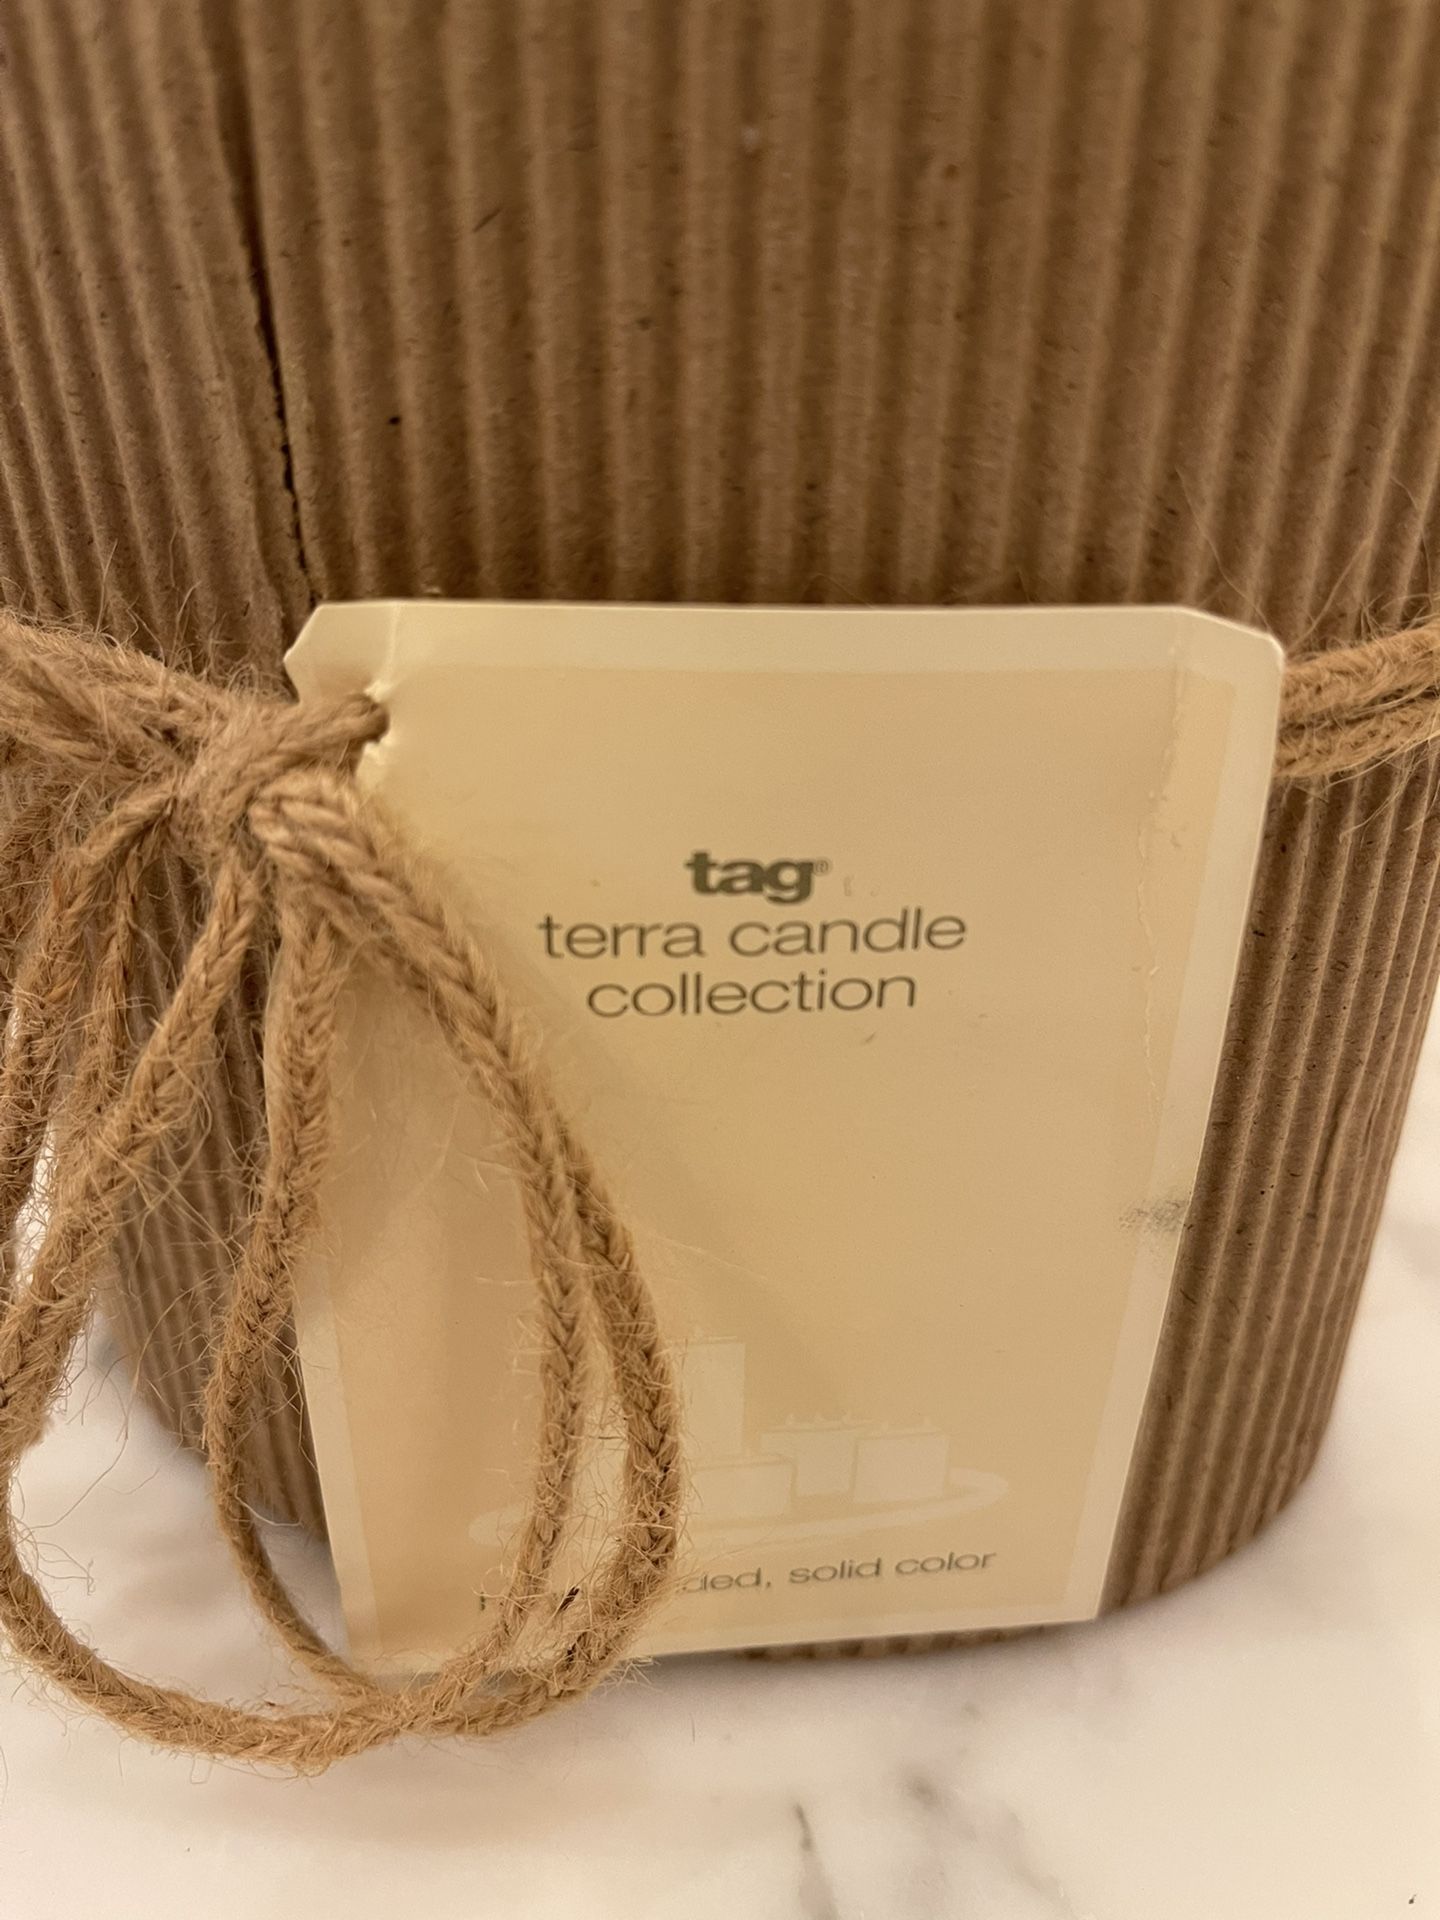 tag®
terra candle
collection
solid color